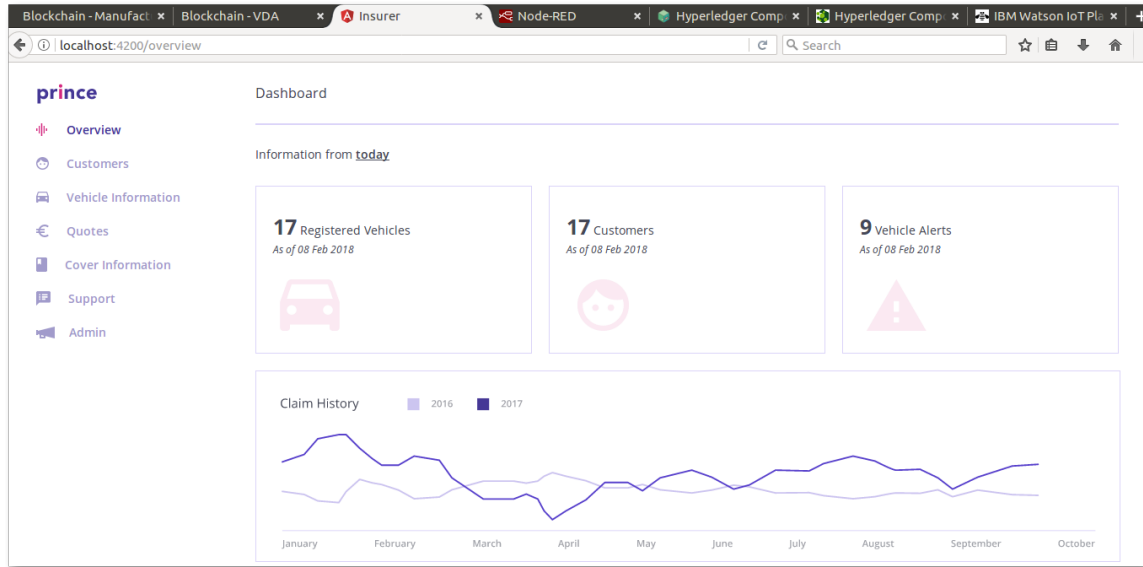 Blockchain - Manufact Blockchain - VDA Insurer Node-RED Hyperledger Comp Hyperledger Comp IBM Watson IoT Pla
localhost:4200/overview Search
prince
Overview
Customers
Vehicle Information
Quotes
Cover Information
Support
Admin
Dashboard
Information from today
17 Registered Vehicles
As of 08 Feb 2018
17 Customers
As of 08 Feb 2018
9 Vehicle Alerts
As of 08 Feb 2018
Claim History 2016 2017
January February March April May June July August September October